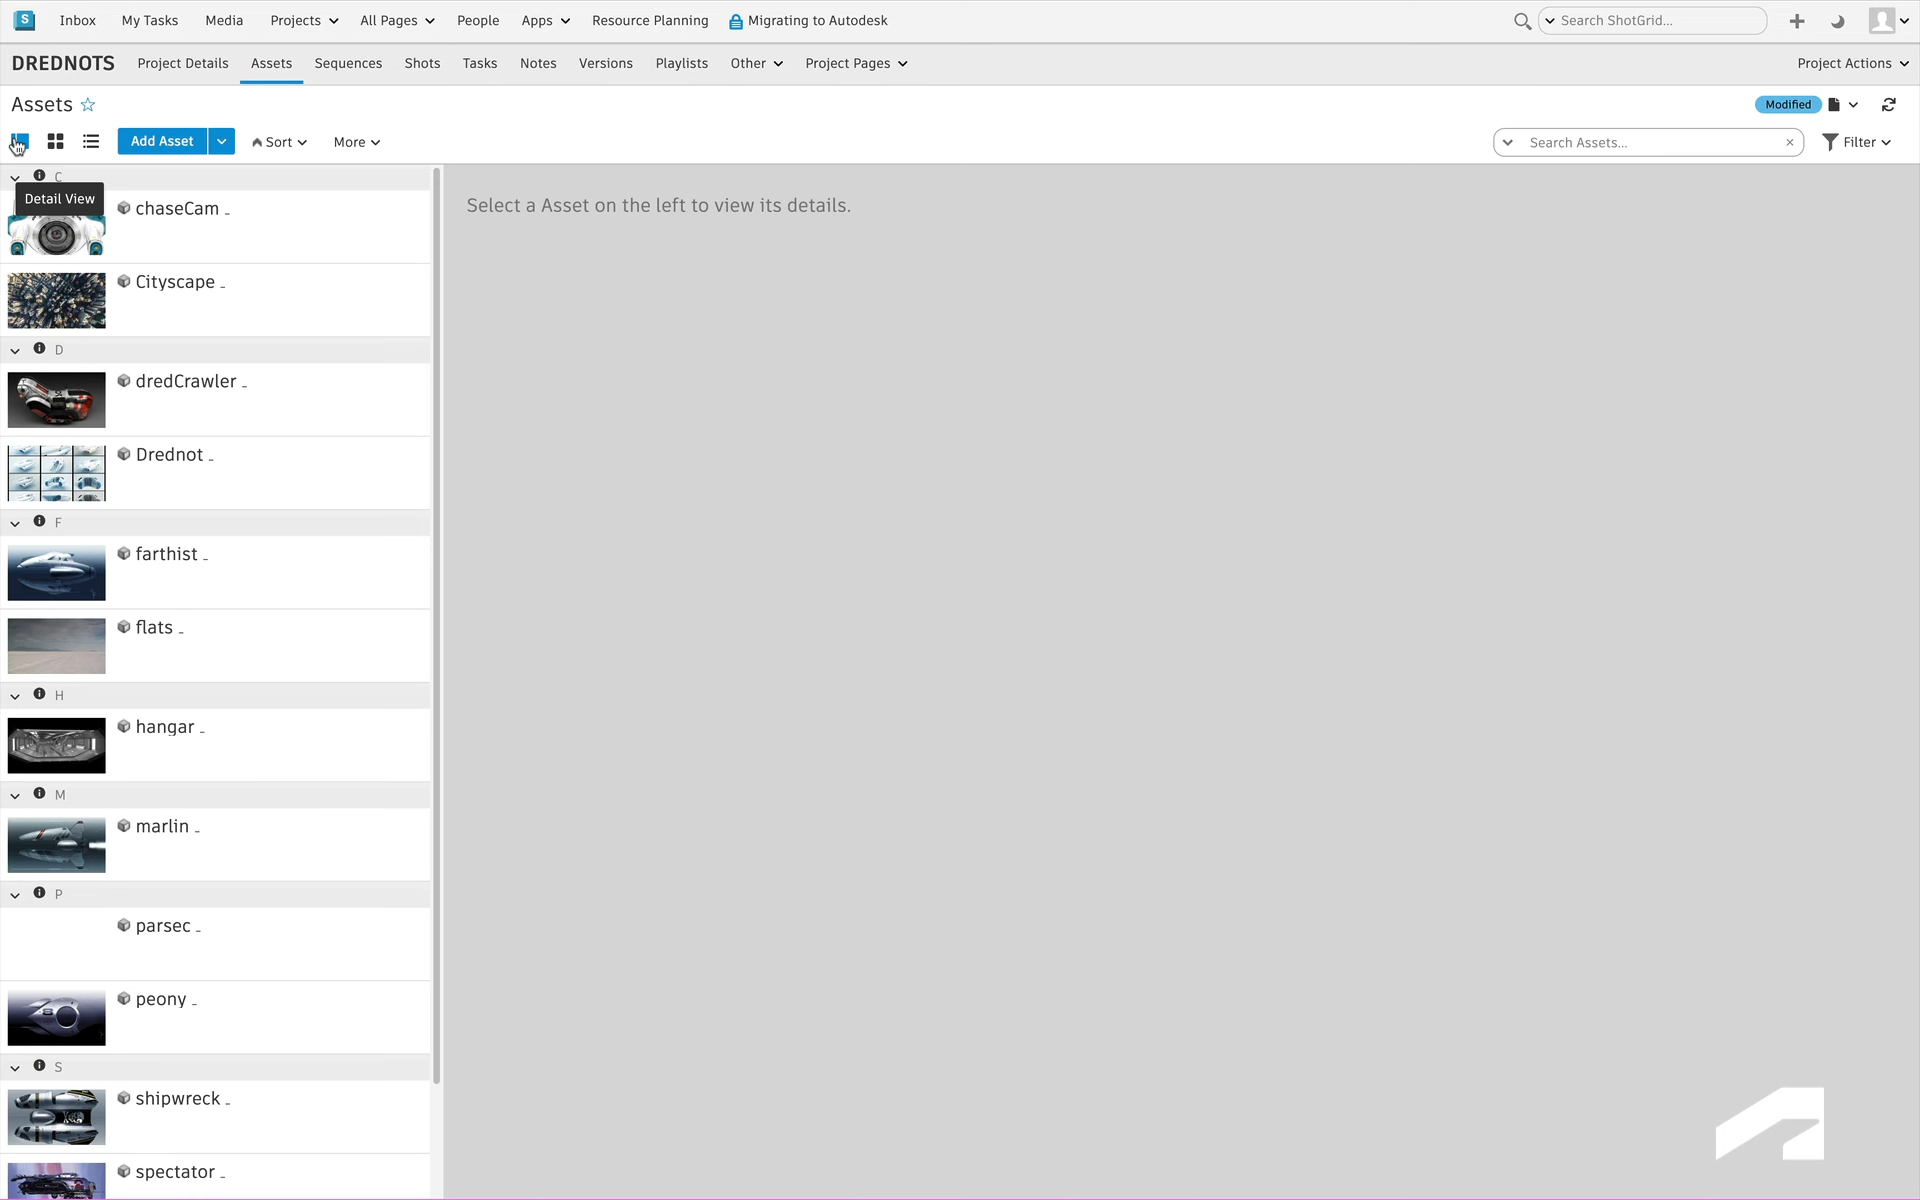 S Inbox My Tasks Media Projects All Pages People Apps Resource Planning Migrating to Autodesk Search ShotGrid...
DREDNOTS Project Details Assets Sequences Shots Tasks Notes Versions Playlists Other Project Pages Project Actions
Assets Modified
Add Asset Sort More Search Assets... Filter
C
Detail View
chaseCam _
Select a Asset on the left to view its details.
Cityscape _
D
dredCrawler _
Drednot _
F
farthist _
flats _
H
hangar _
M
marlin _
P
parsec _
peony _
S
shipwreck _
spectator _